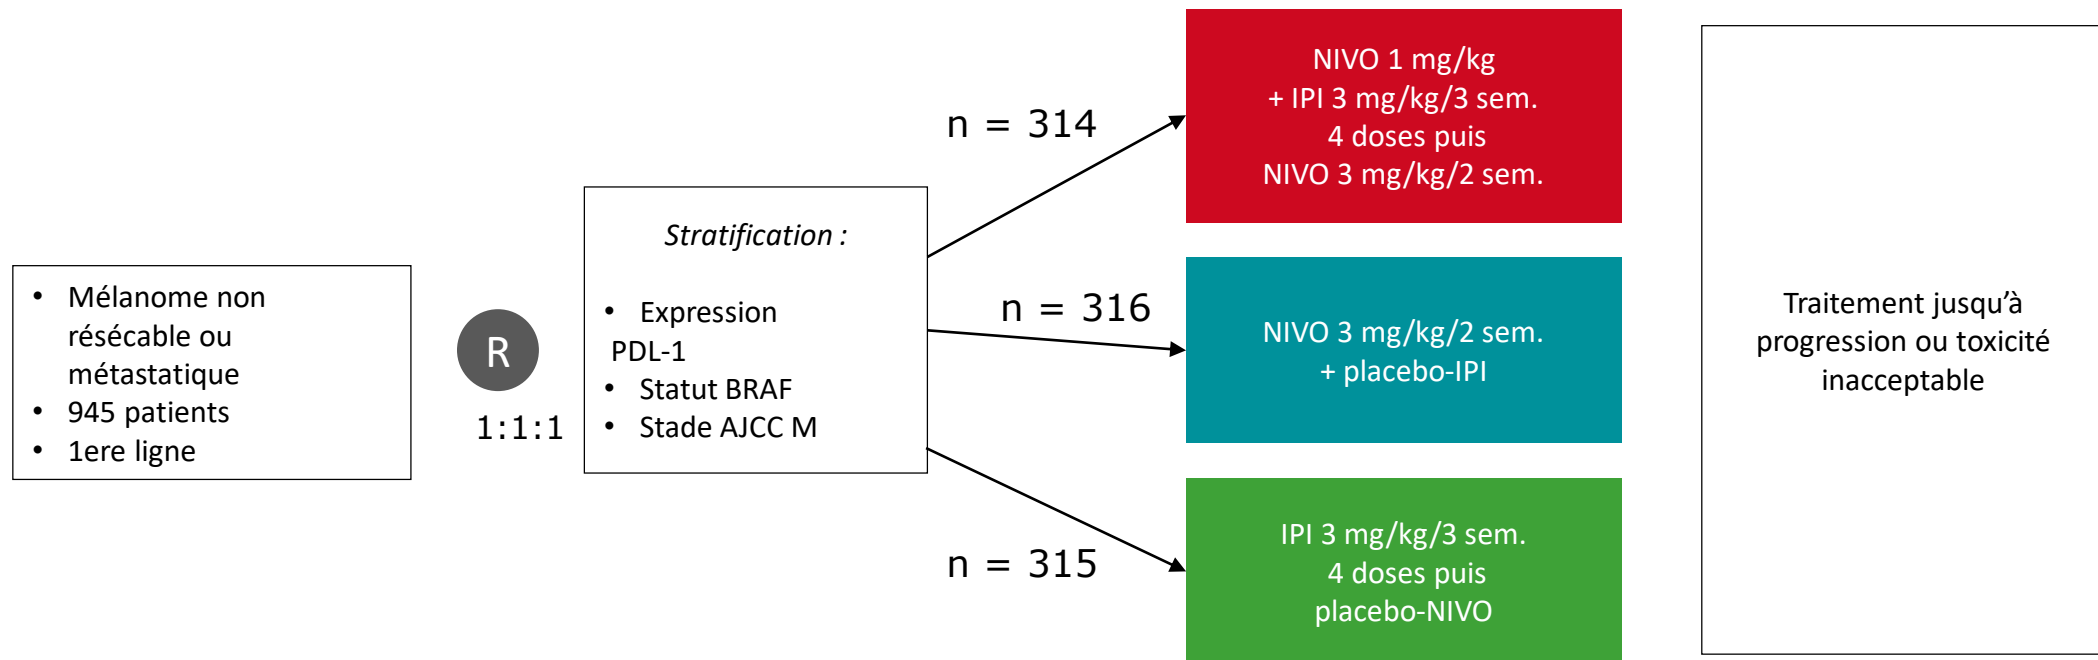 • Mélanome non
résécable ou
métastatique
• 945 patients
• 1ere ligne
R
1:1:1
Stratification :
• Expression
PDL-1
• Statut BRAF
• Stade AJCC M
n = 314
n = 316
n = 315
NIVO 1 mg/kg
+ IPI 3 mg/kg/3 sem.
4 doses puis
NIVO 3 mg/kg/2 sem.
NIVO 3 mg/kg/2 sem.
+ placebo-IPI
IPI 3 mg/kg/3 sem.
4 doses puis
placebo-NIVO
Traitement jusqu’à
progression ou toxicité
inacceptable